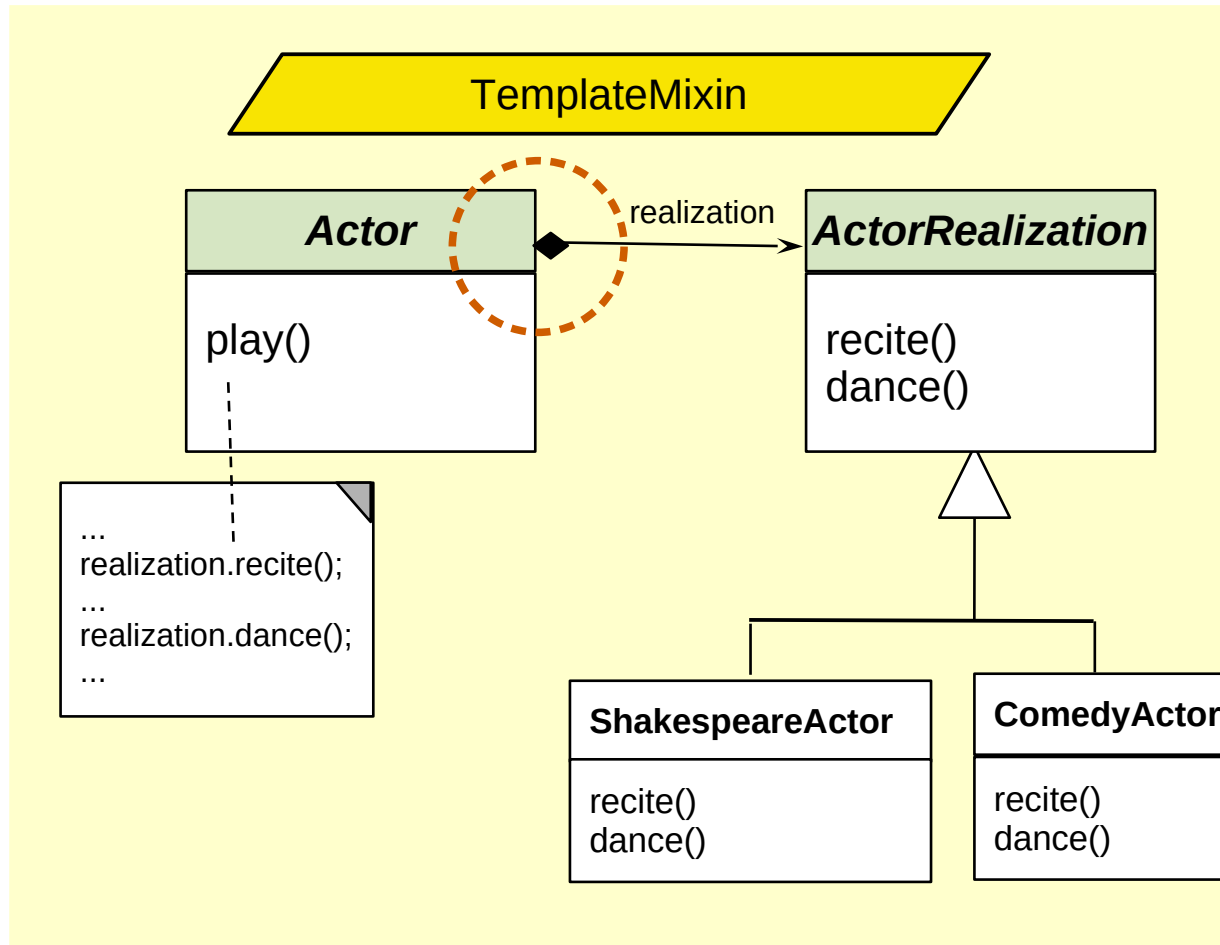 TemplateMixin
Actor
realization
ActorRealization
play()
recite()
dance()
...
realization.recite();
...
realization.dance();
...
ShakespeareActor
recite()
dance()
ComedyActor
recite()
dance()